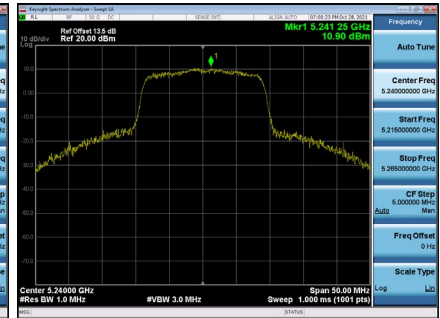 Keysight Spectrum Analyzer - Swept SA
RL RF 50 Ω DC SENSE:INT ALIGN AUTO 07:08:23 PM Oct 28, 2021
Frequency
Mkr1 5.241 25 GHz
10.90 dBm
Ref Offset 13.5 dB
Ref 20.00 dBm
10 dB/div
Log
1
10.0
0.00
-10.0
-20.0
-30.0
-40.0
-50.0
-60.0
-70.0
Center 5.24000 GHz
Span 50.00 MHz
#Res BW 1.0 MHz
#VBW 3.0 MHz
Sweep 1.000 ms (1001 pts)
MSG
STATUS
Auto Tune
Center Freq
5.240000000 GHz
Start Freq
5.215000000 GHz
Stop Freq
5.265000000 GHz
CF Step
5.000000 MHz
Auto Man
Freq Offset
0 Hz
Scale Type
Log Lin